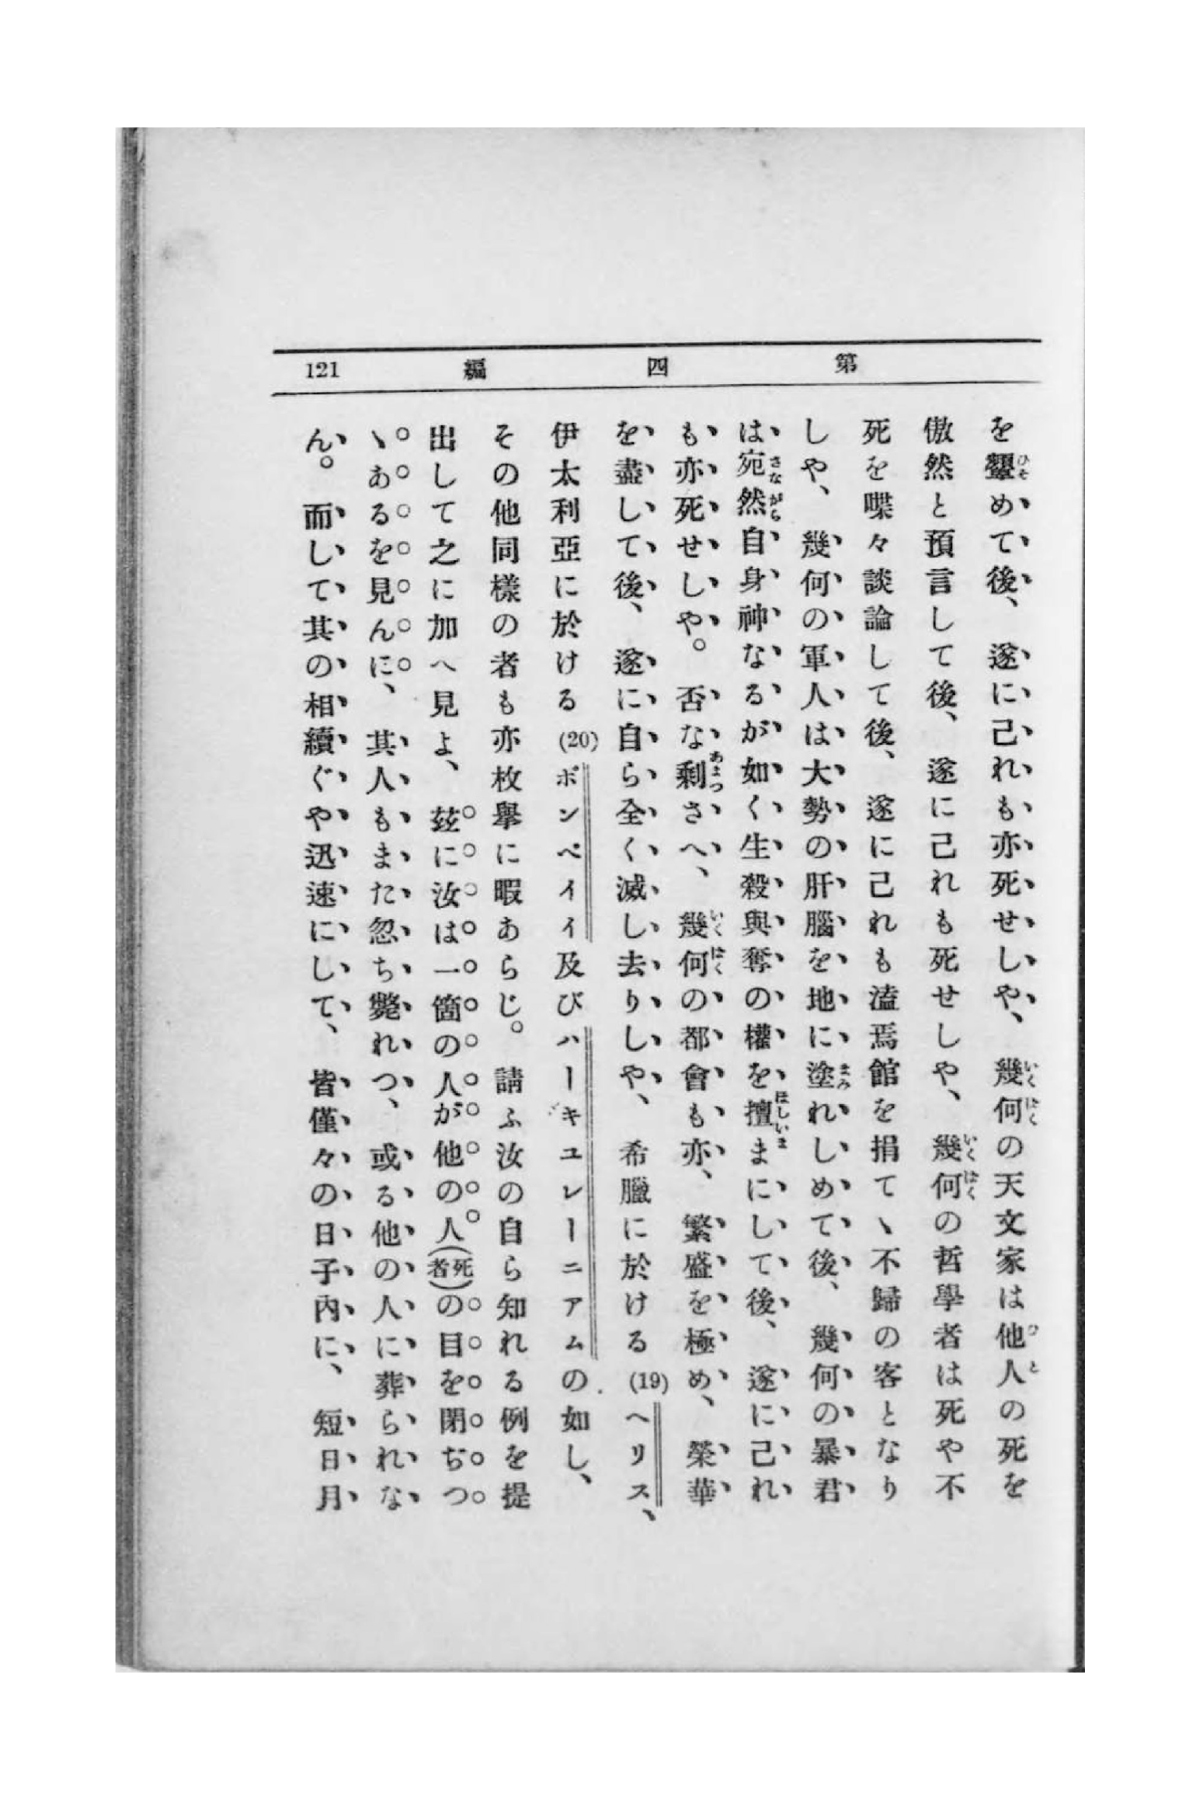 第四編 121
を顰めて後、遂に己れも亦死せしや、幾何の天文家は他人の死を
傲然と預言して後、遂に己れも死せしや、幾何の哲學者は死や不
死を喋々談論して後、遂に己れも溘焉館を捐てゝ不歸の客となり
しや、幾何の軍人は大勢の肝腦を地に塗れしめて後、幾何の暴君
は宛然自身神なるが如く生殺與奪の權を擅まにして後、遂に己れ
も亦死せしや。否な剩さへ、幾何の都會も亦、繁盛を極め、榮華
を盡して後、遂に自ら全く滅し去りしや、希臘に於ける(19)ヘリス、
伊太利亞に於ける(20)ポンペイイ及びハーキユレーニアムの如し、
その他同樣の者も亦枚擧に暇あらじ。請ふ汝の自ら知れる例を提
出して之に加へ見よ、玆に汝は一箇の人が他の人(死者)の目を閉ぢつ
ゝあるを見んに、其人もまた忽ち斃れつ、或る他の人に葬られな
ん。而して其の相續ぐや迅速にして、皆僅々の日子內に、短日月